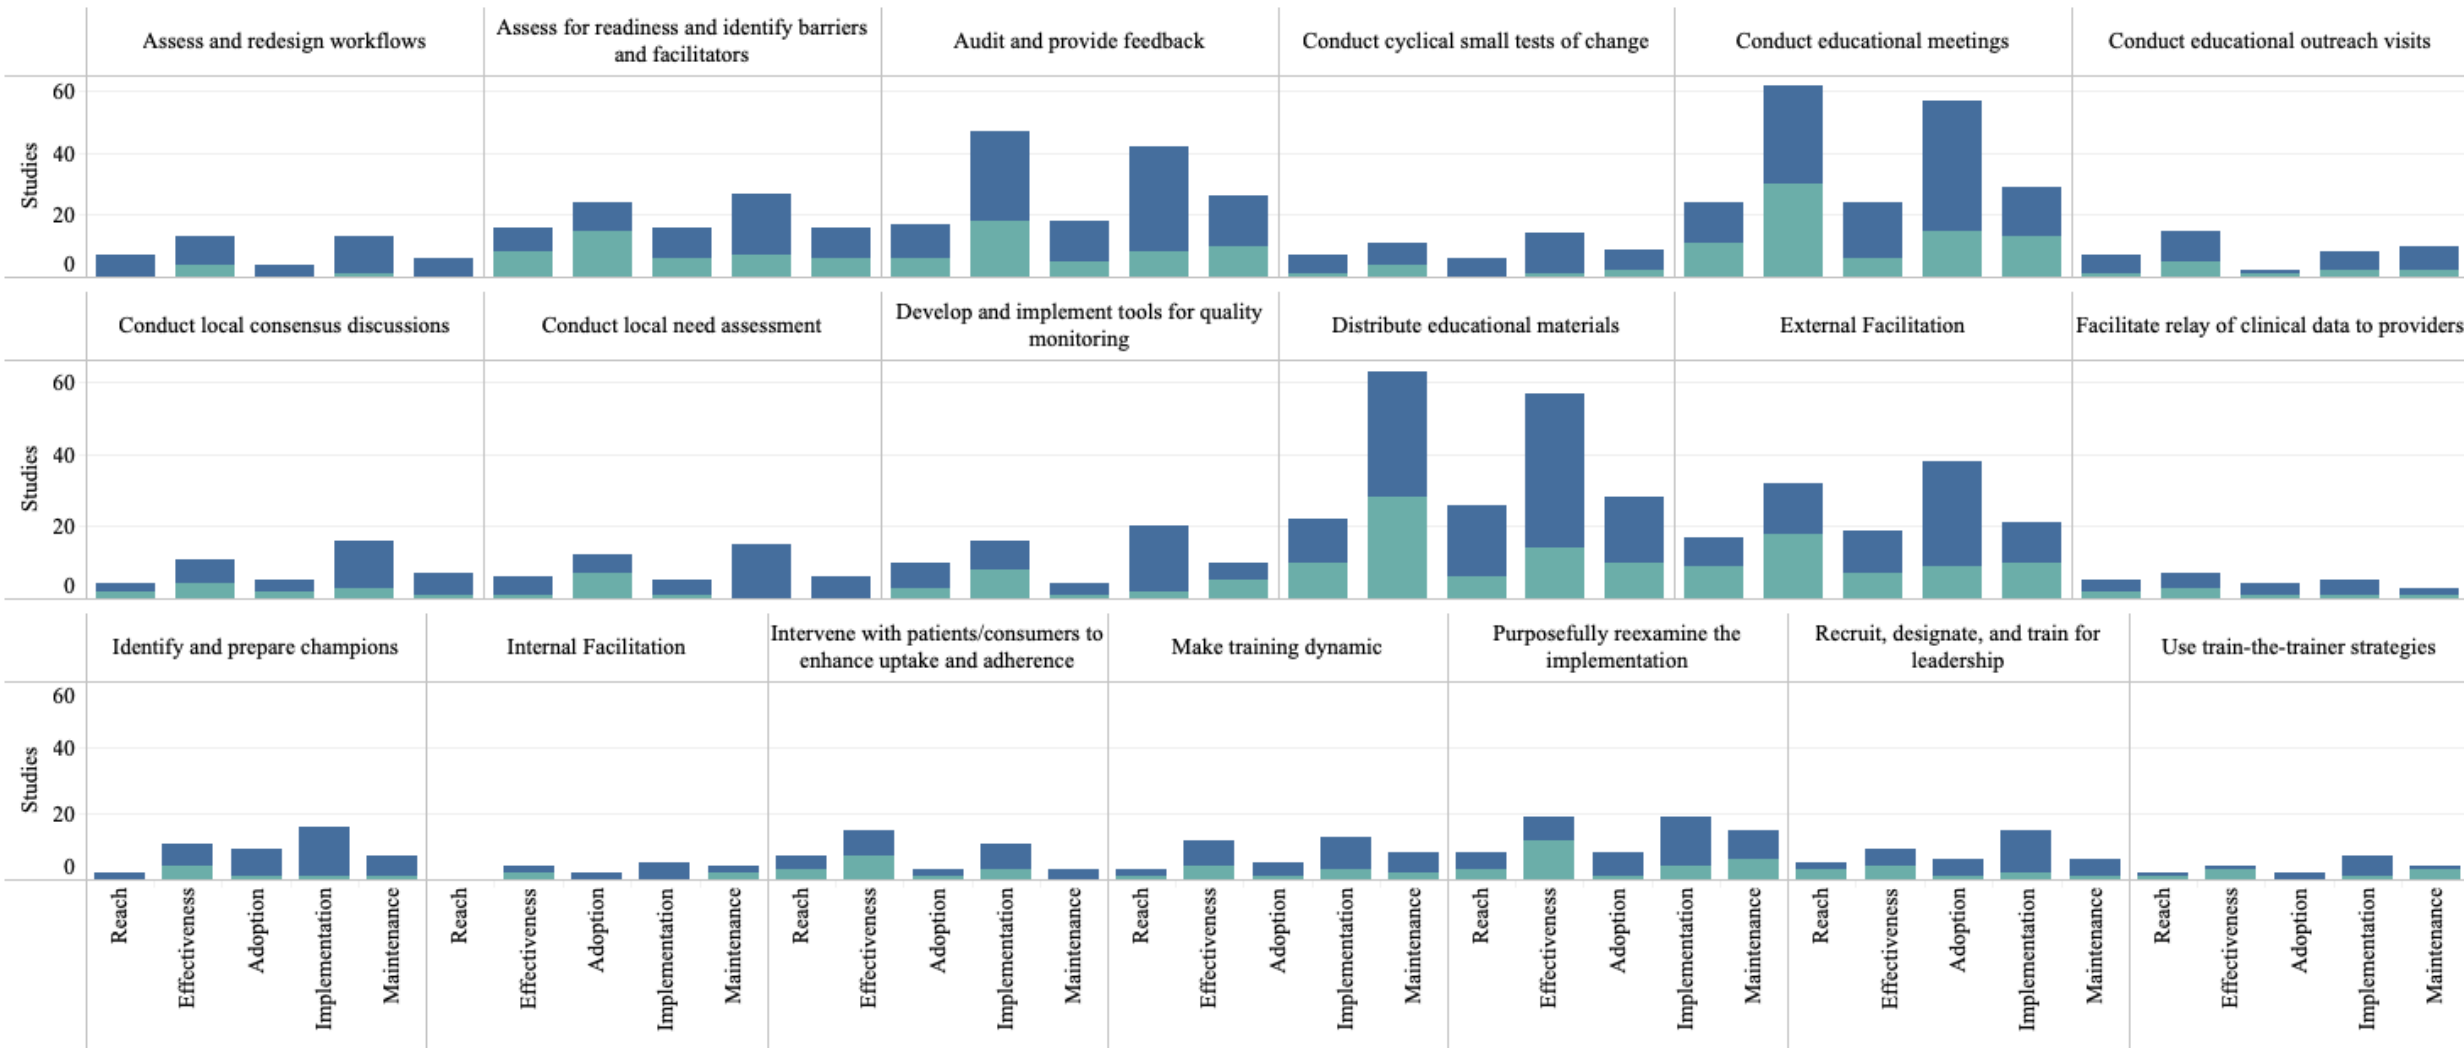 Assess and redesign workflows
Assess for readiness and identify barriers
and facilitators
Audit and provide feedback
Conduct cyclical small tests of change
Conduct educational meetings
Conduct educational outreach visits
Studies
60
40
20
0
Conduct local consensus discussions
Conduct local need assessment
Develop and implement tools for quality
monitoring
Distribute educational materials
External Facilitation
Facilitate relay of clinical data to providers
Studies
60
40
20
0
Identify and prepare champions
Internal Facilitation
Intervene with patients/consumers to
enhance uptake and adherence
Make training dynamic
Purposefully reexamine the
implementation
Recruit, designate, and train for
leadership
Use train-the-trainer strategies
Studies
60
40
20
0
Reach
Effectiveness
Adoption
Implementation
Maintenance
Reach
Effectiveness
Adoption
Implementation
Maintenance
Reach
Effectiveness
Adoption
Implementation
Maintenance
Reach
Effectiveness
Adoption
Implementation
Maintenance
Reach
Effectiveness
Adoption
Implementation
Maintenance
Reach
Effectiveness
Adoption
Implementation
Maintenance
Reach
Effectiveness
Adoption
Implementation
Maintenance